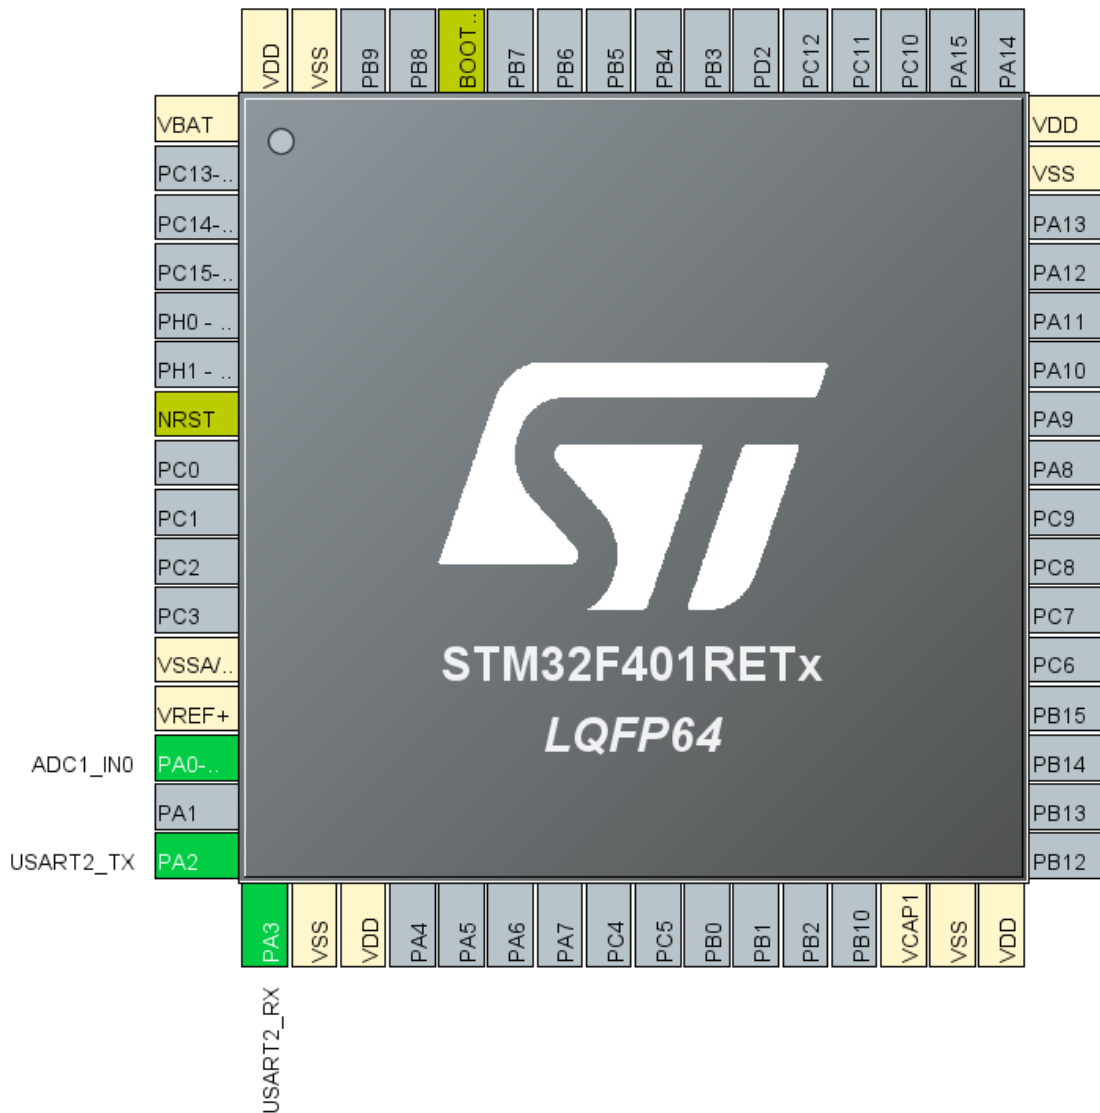 VDD
VSS
PB9
PB8
BOOT..
PB7
PB6
PB5
PB4
PB3
PD2
PC12
PC11
PC10
PA15
PA14
VBAT
PC13-..
PC14-..
PC15-..
PH0 - ..
PH1 - ..
NRST
PC0
PC1
PC2
PC3
VSSA/..
VREF+
ADC1_IN0 PA0-..
PA1
USART2_TX PA2
ST
STM32F401RETx
LQFP64
VDD
VSS
PA13
PA12
PA11
PA10
PA9
PA8
PC9
PC8
PC7
PC6
PB15
PB14
PB13
PB12
PA3
VSS
VDD
PA4
PA5
PA6
PA7
PC4
PC5
PB0
PB1
PB2
PB10
VCAP1
VSS
VDD
USART2_RX